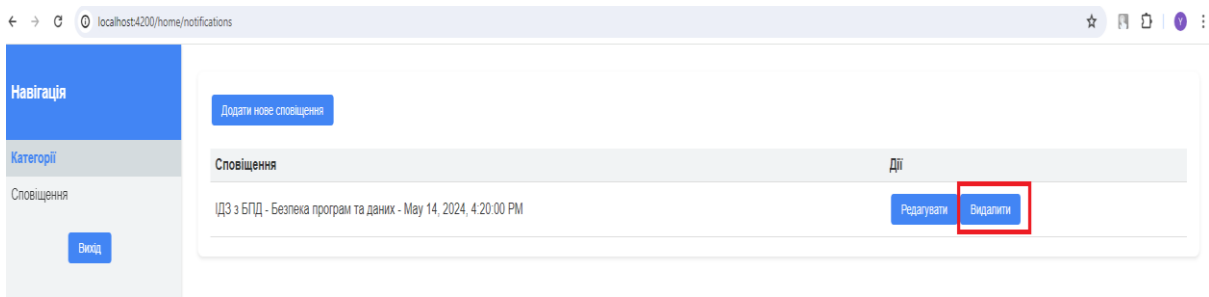 localhost:4200/home/notifications
Y
Навігація
Додати нове сповіщення
Категорії
Сповіщення Дії
Сповіщення
ІДЗ з БПД - Безпека програм та даних - May 14, 2024, 4:20:00 PM Редагувати Видалити
Вихід